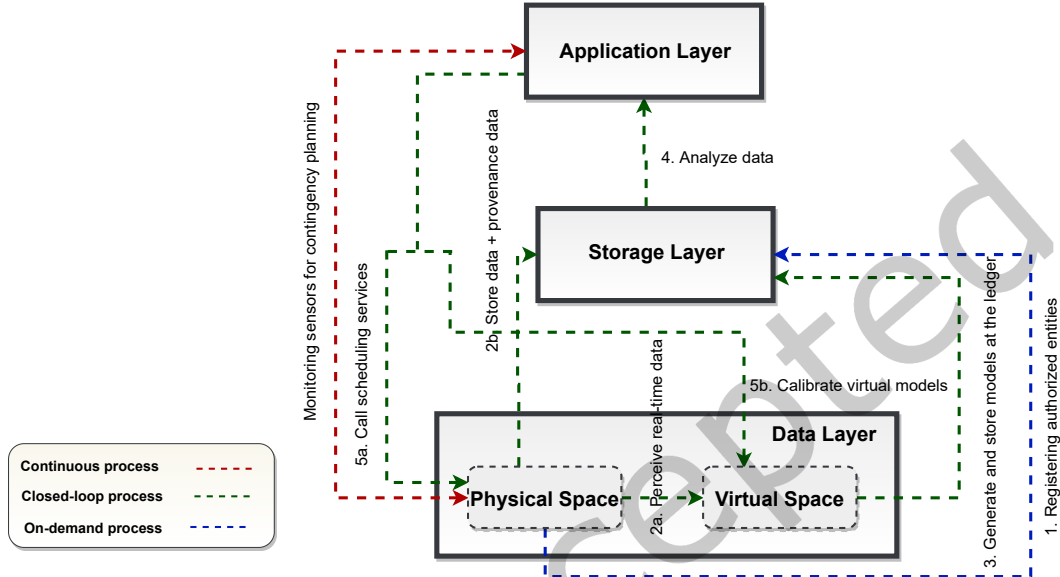 Application Layer
Monitoring sensors for contingency planning
2b. Store data + provenance data
4. Analyze data
Storage Layer
5a. Call scheduling services
5b. Calibrate virtual models
3. Generate and store models at the ledger
1. Registering authorized entities
Data Layer
Physical Space
2a. Perceive real-time data
Virtual Space
Continuous process
Closed-loop process
On-demand process
cepted